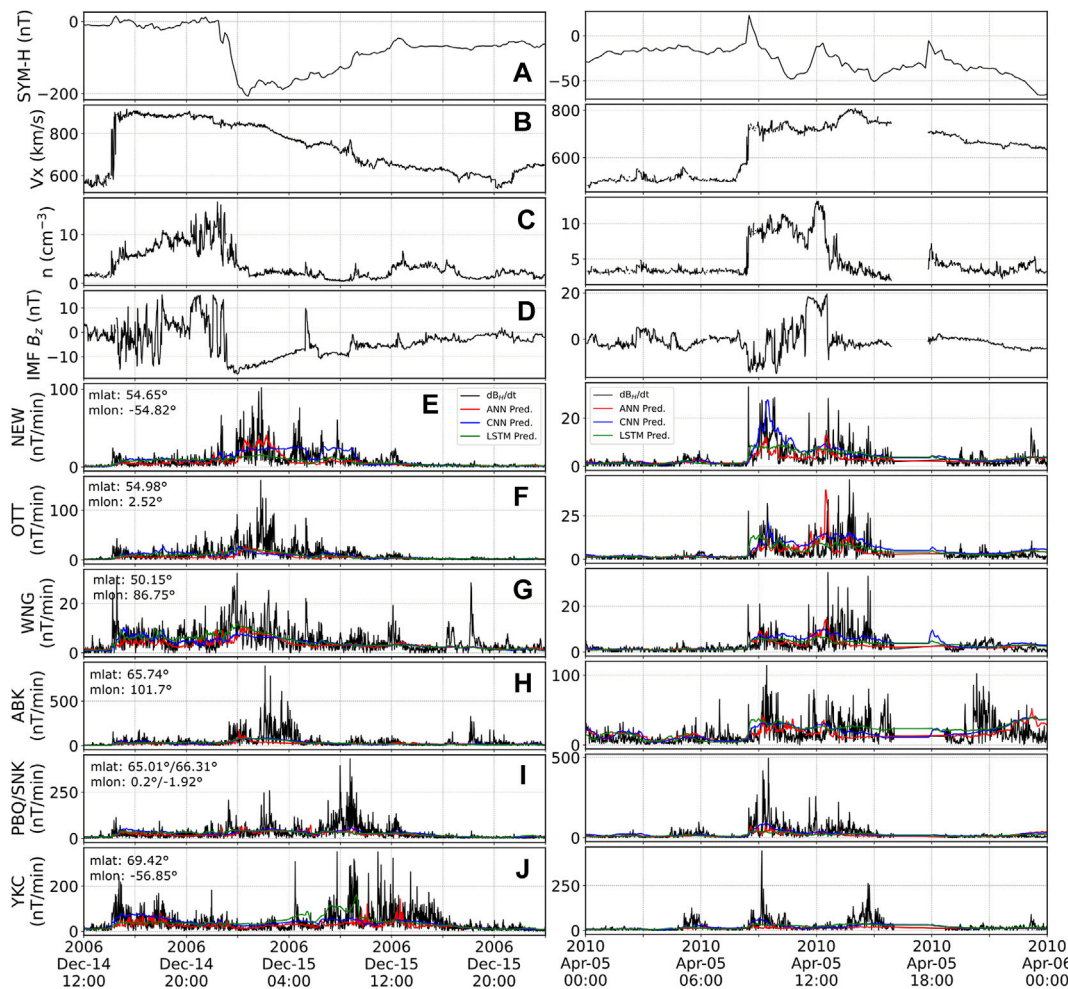 SYM-H (nT)
0
−200
A
0
−50
Vx (km/s)
800
600
B
800
600
n (cm⁻³)
10
0
C
10
5
IMF Bz (nT)
10
0
−10
D
20
0
NEW
(nT/min)
100
50
0
mlat: 54.65°
mlon: -54.82°
E
dBH/dt
ANN Pred.
CNN Pred.
LSTM Pred.
20
0
dBH/dt
ANN Pred.
CNN Pred.
LSTM Pred.
OTT
(nT/min)
100
0
mlat: 54.98°
mlon: 2.52°
F
25
0
WNG
(nT/min)
20
0
mlat: 50.15°
mlon: 86.75°
G
25
0
ABK
(nT/min)
500
0
mlat: 65.74°
mlon: 101.7°
H
100
0
PBQ/SNK
(nT/min)
250
0
mlat: 65.01°/66.31°
mlon: 0.2°/-1.92°
I
500
0
YKC
(nT/min)
200
0
mlat: 69.42°
mlon: -56.85°
J
250
0
2006 2006 2006 2006 2006 2010 2010 2010 2010 2010
Dec-14 Dec-14 Dec-15 Dec-15 Dec-15 Apr-05 Apr-05 Apr-05 Apr-05 Apr-06
12:00 20:00 04:00 12:00 20:00 00:00 06:00 12:00 18:00 00:00